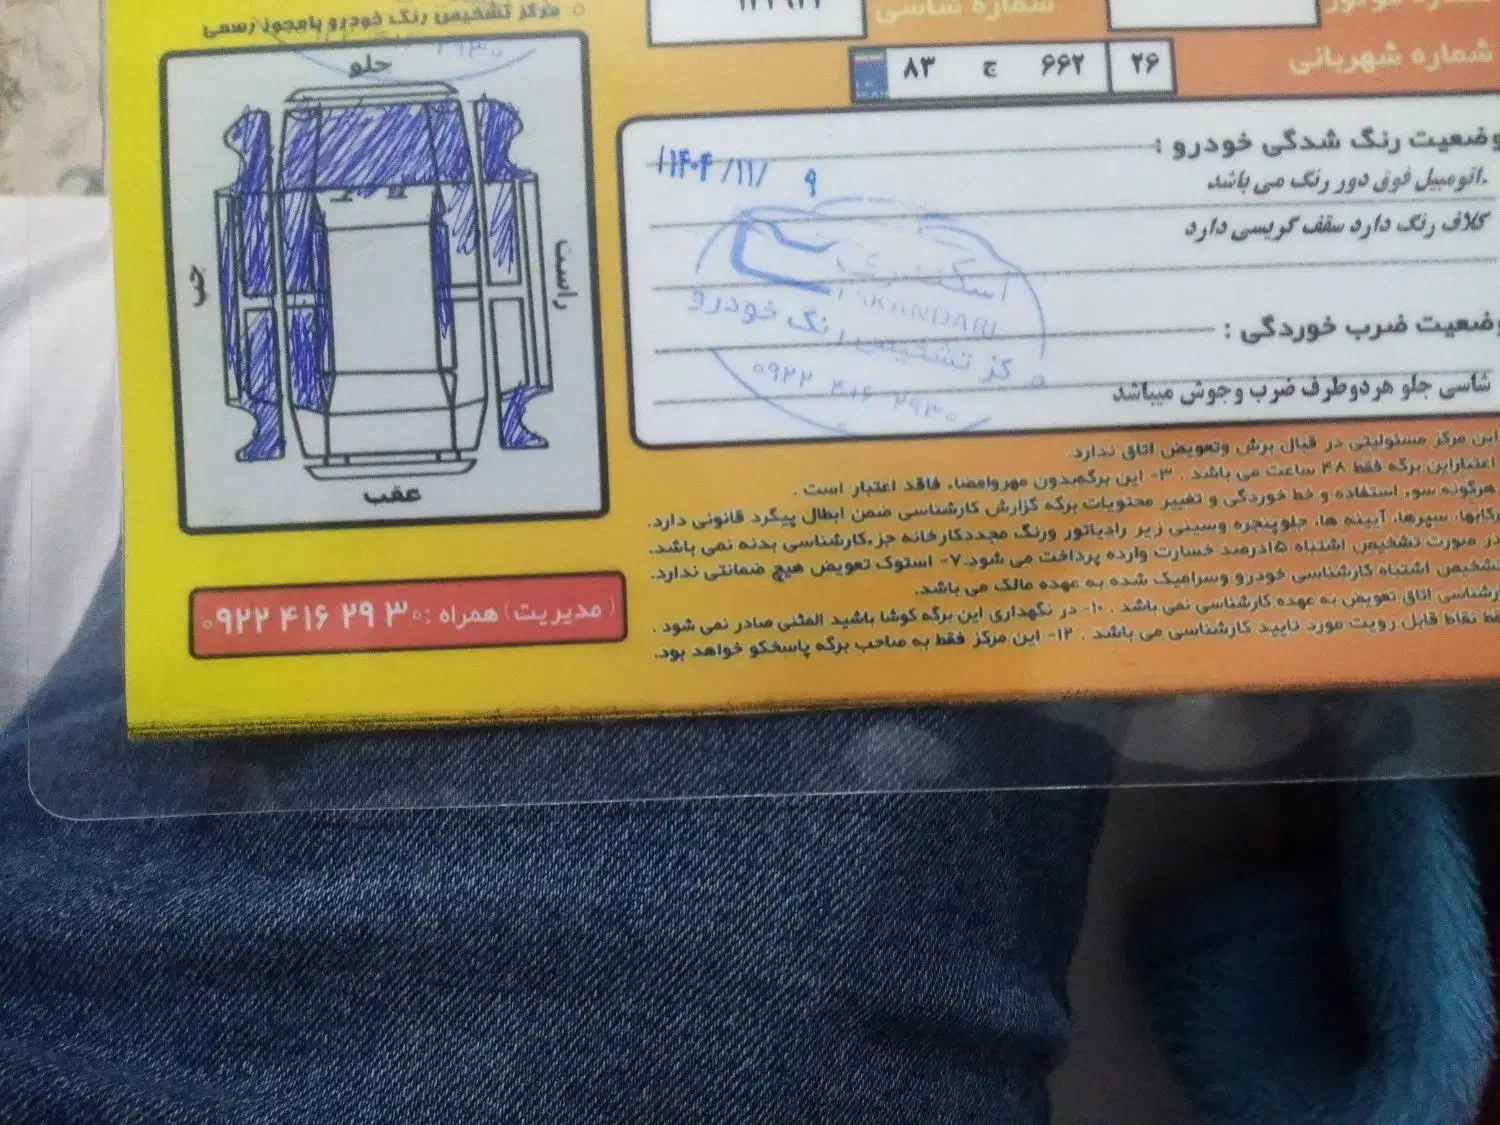 مرکز تشخیص رنگ خودرو بامجوز رسمی
شماره شاسی
شماره شهربانی
۸۳ ج ۶۶۲ ۲۶
جلو
چپ
راست
عقب
وضعیت رنگ شدگی خودرو :
۱۴۰۴/۱۱/۹
.اتومبیل فوق دور رنگ می باشد
کلاف رنگ دارد سقف گریسی دارد
وضعیت ضرب خوردگی :
شاسی جلو هردوطرف ضرب وجوش میباشد
KANDARI
تشخیص رنگ خودرو
۰۹۲۲ ۴۱۶ ۲۹۳۰
این مرکز مسئولیتی در قبال برش وتعویض اتاق ندارد.
اعتباراین برگه فقط ۴۸ ساعت می باشد . ۳- این برگه‌بدون مهروامضاء فاقد اعتبار است .
هرگونه سوء استفاده و خط خوردگی و تغییر محتویات برگه گزارش کارشناسی ضمن ابطال پیگرد قانونی دارد.
رکابها، سپرها، آیینه ها، جلوپنجره وسینی زیر رادیاتور ورنگ مجددکارخانه جزءکارشناسی بدنه نمی باشد.
در صورت تشخیص اشتباه ۱۵درصد خسارت وارده پرداخت می شود.۷- استوک تعویض هیچ ضمانتی ندارد.
تشخیص اشتباه کارشناسی خودرو وسرامیک شده به عهده مالک می باشد.
کارشناسی اتاق تعویض به عهده کارشناسی نمی باشد . ۱۰- در نگهداری این برگه کوشا باشید المثنی صادر نمی شود .
فقط نقاط قابل رویت مورد تایید کارشناسی می باشد . ۱۲- این مرکز فقط به صاحب برگه پاسخگو خواهد بود.
( مدیریت) همراه :۰۹۲۲ ۴۱۶ ۲۹ ۳۰